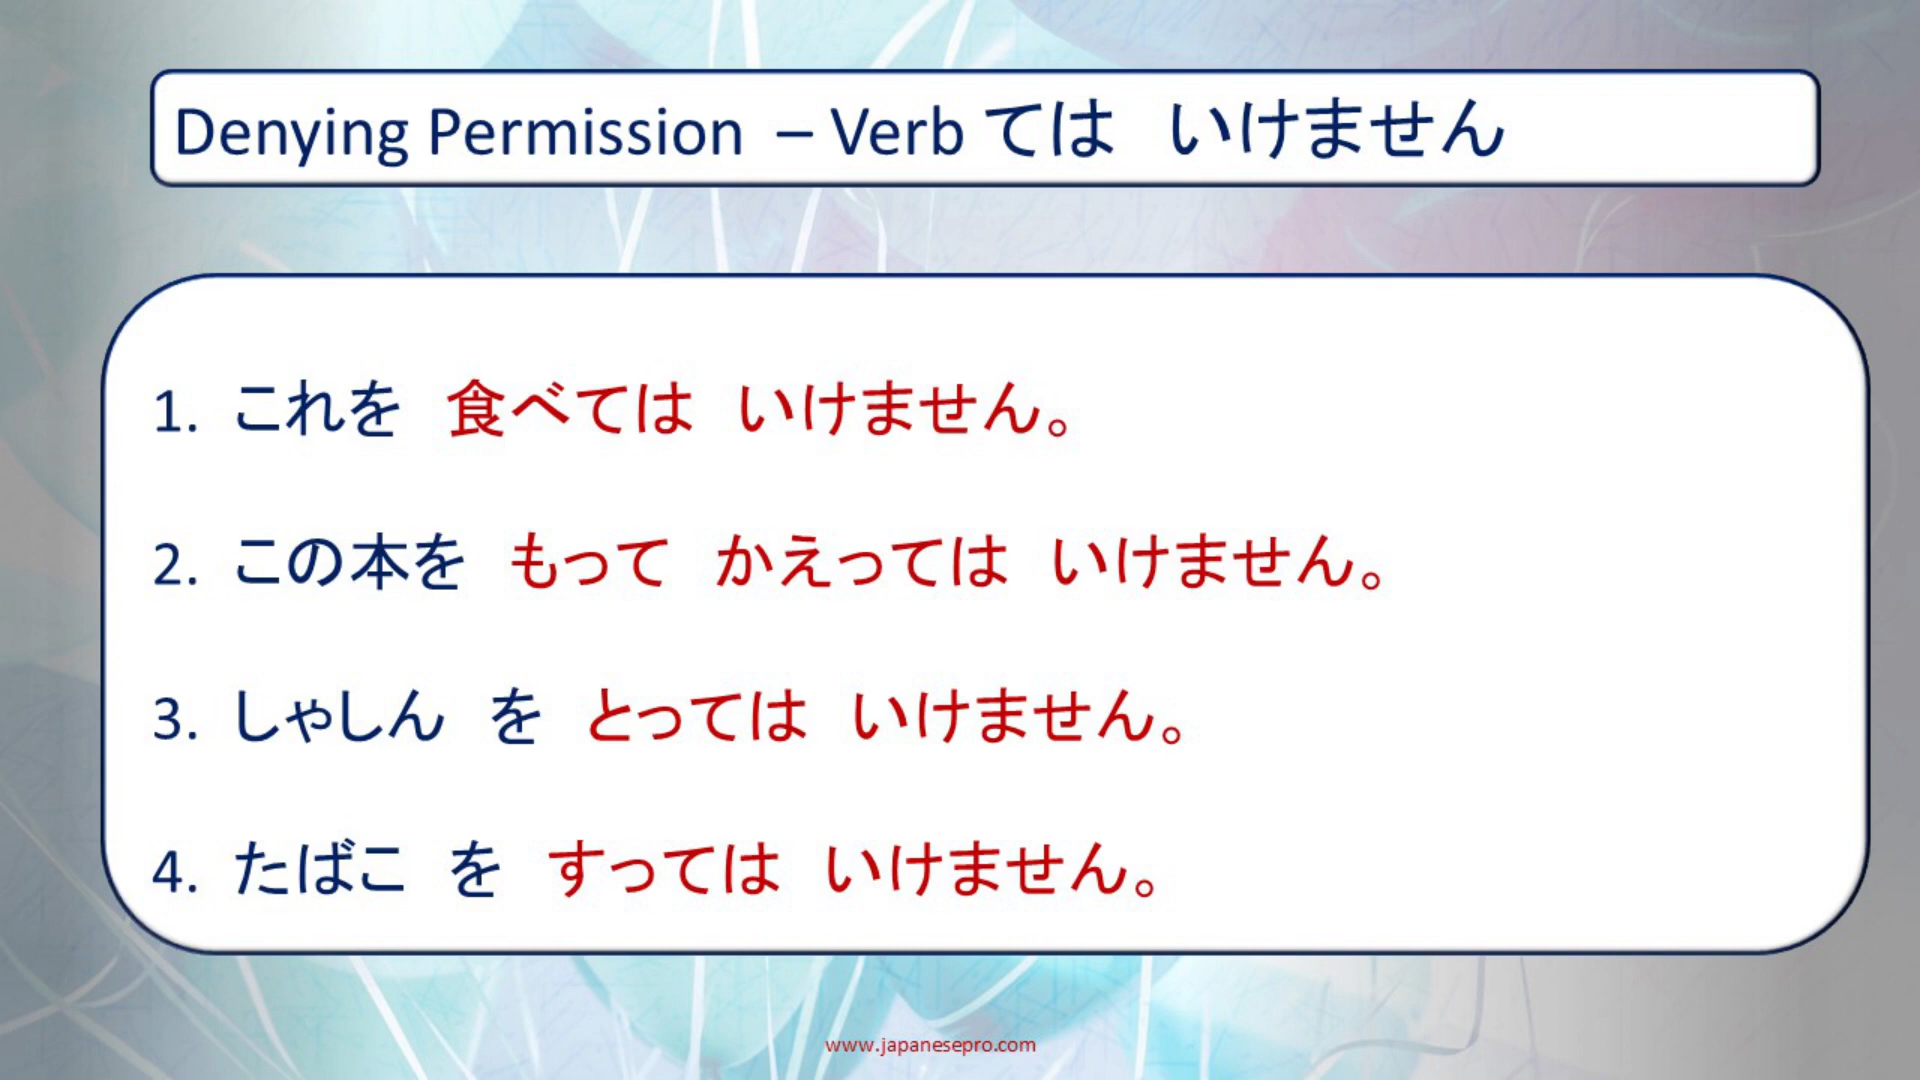 Denying Permission – Verb ては いけません
1. これを 食べては いけません。
2. この本を もって かえっては いけません。
3. しゃしん を とっては いけません。
4. たばこ を すっては いけません。
www.japanesepro.com